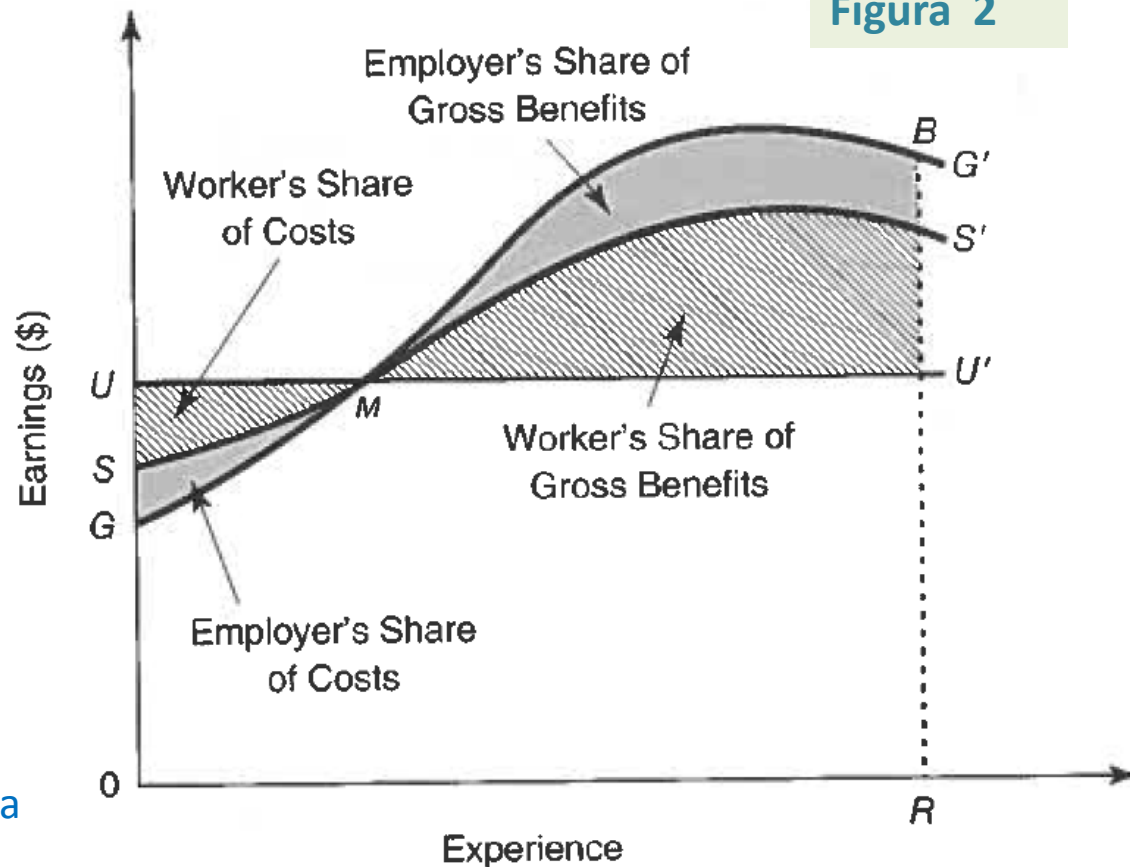 Figura 2
Employer's Share of
Gross Benefits
B
G'
Worker's Share
of Costs
S'
Earnings ($)
U
M
U'
S
Worker's Share of
Gross Benefits
G
Employer's Share
of Costs
0
a
R
Experience